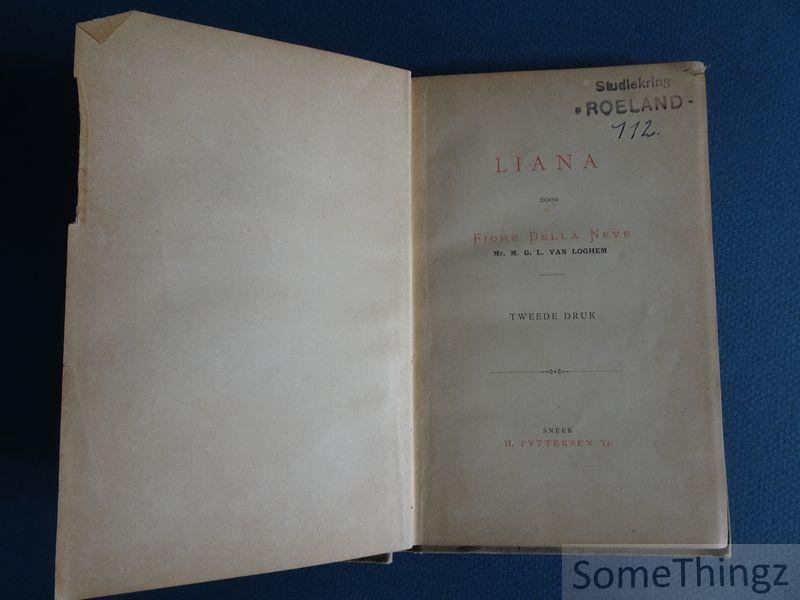 Studiekring
ROELAND
112.
LIANA
DOOR
FIORE DELLA NEVE
Mr. M. G. L. VAN LOGHEM
TWEEDE DRUK
SNEEK
H. PYTTERSEN Tz.
SomeThingz